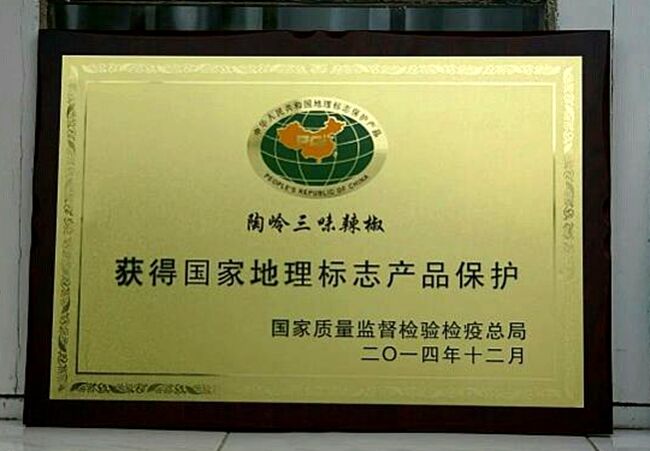 中华人民共和国地理标志保护产品
PGI
PEOPLE'S REPUBLIC OF CHINA
陶岭三味辣椒
获得国家地理标志产品保护
国家质量监督检验检疫总局
二〇一四年十二月